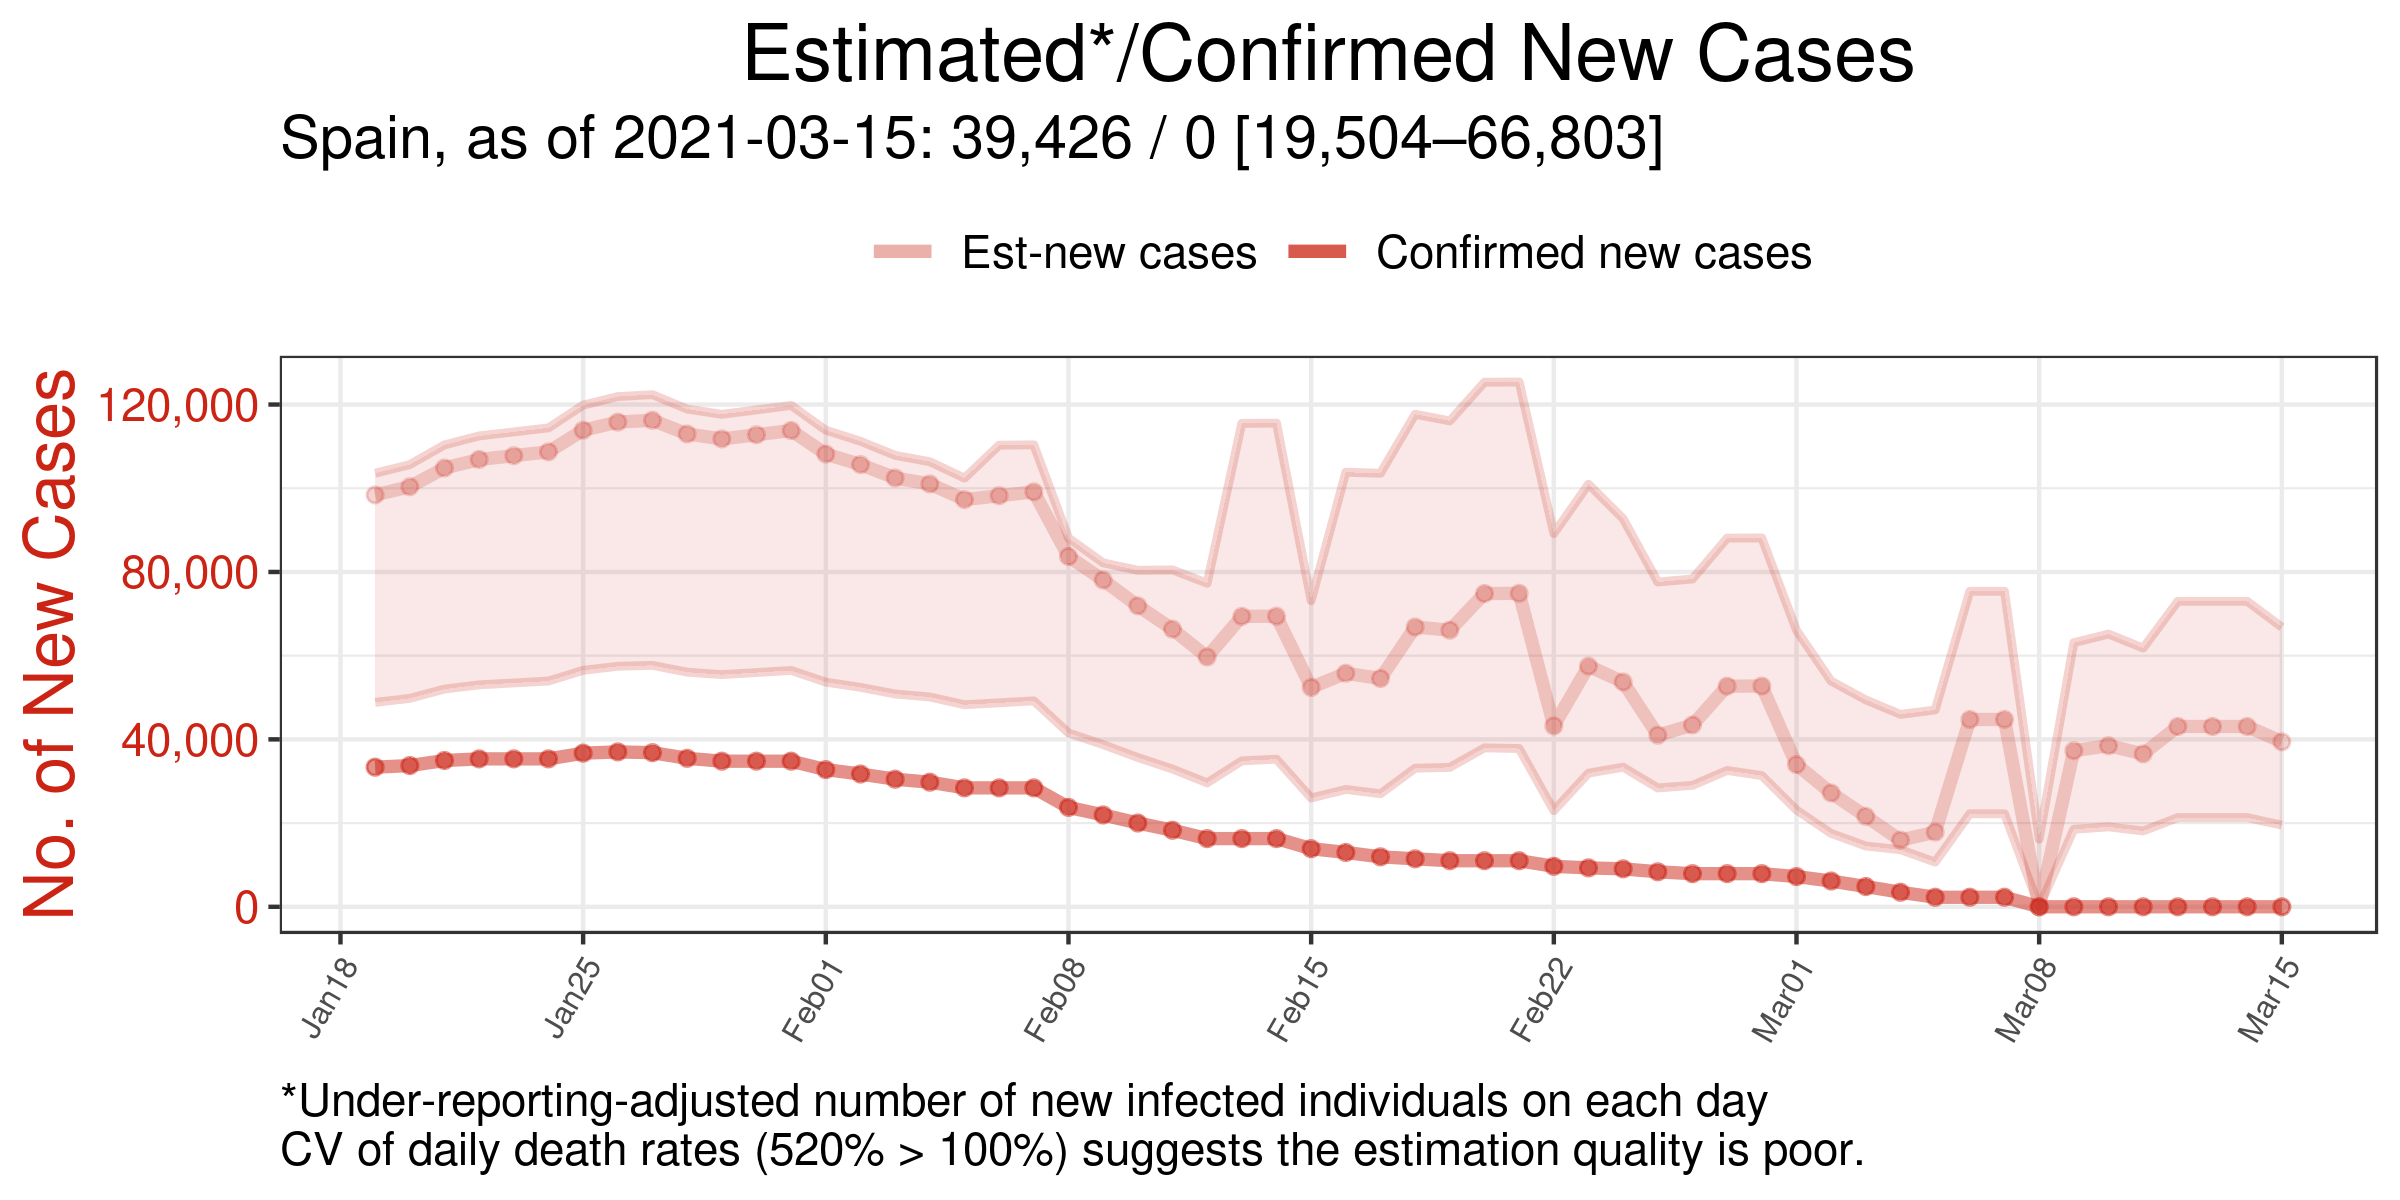 Estimated*/Confirmed New Cases
Spain, as of 2021-03-15: 39,426 / 0 [19,504–66,803]
Est-new cases
Confirmed new cases
No. of New Cases
120,000
80,000
40,000
0
Jan18
Jan25
Feb01
Feb08
Feb15
Feb22
Mar01
Mar08
Mar15
*Under-reporting-adjusted number of new infected individuals on each day
CV of daily death rates (520% > 100%) suggests the estimation quality is poor.